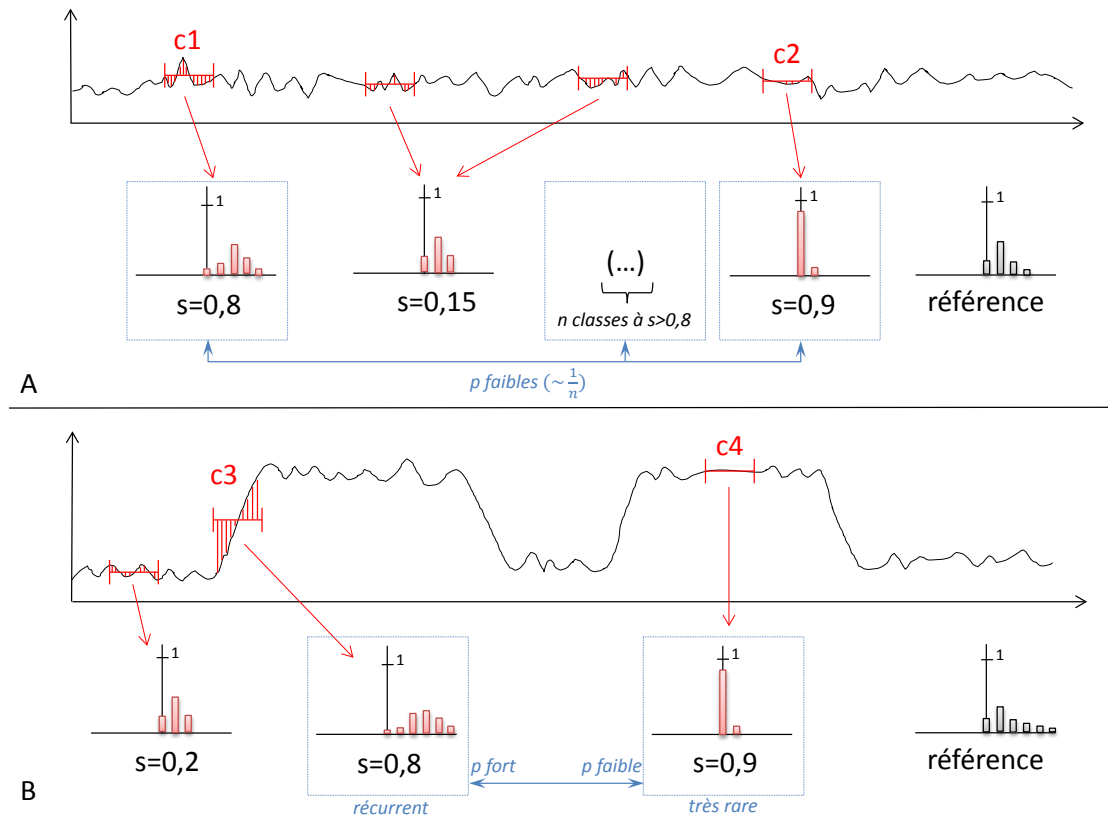 c1
c2
1
1
1
1
(...)
n classes à s>0,8
s=0,8
s=0,15
s=0,9
référence
p faibles (~ 1/n)
A
c3
c4
1
1
1
1
s=0,2
s=0,8
s=0,9
référence
p fort
p faible
récurrent
très rare
B